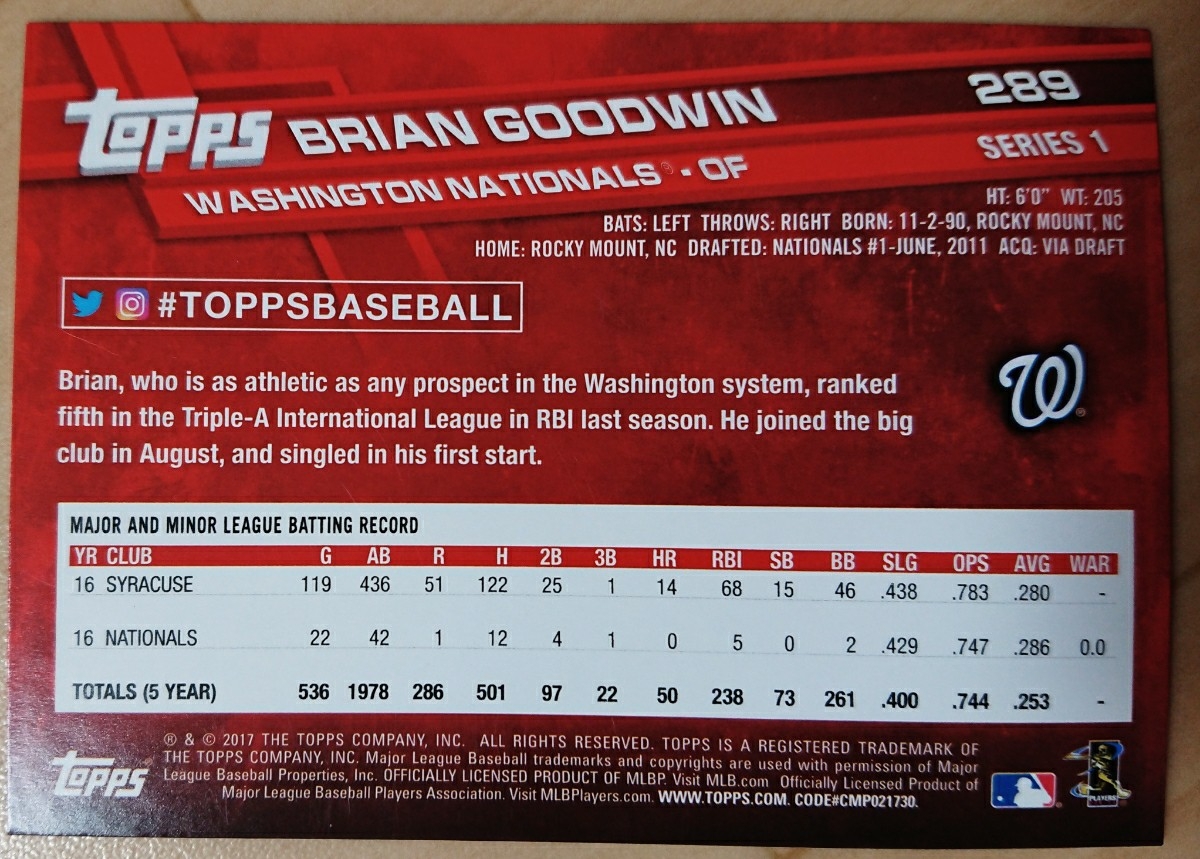 TOPPS BRIAN GOODWIN 289
WASHINGTON NATIONALS® • OF SERIES 1
HT: 6'0" WT: 205
BATS: LEFT THROWS: RIGHT BORN: 11-2-90, ROCKY MOUNT, NC
HOME: ROCKY MOUNT, NC DRAFTED: NATIONALS #1-JUNE, 2011 ACQ: VIA DRAFT
#TOPPSBASEBALL
Brian, who is as athletic as any prospect in the Washington system, ranked
fifth in the Triple-A International League in RBI last season. He joined the big
club in August, and singled in his first start.
W
MAJOR AND MINOR LEAGUE BATTING RECORD
YR CLUB G AB R H 2B 3B HR RBI SB BB SLG OPS AVG WAR
16 SYRACUSE 119 436 51 122 25 1 14 68 15 46 .438 .783 .280 -
16 NATIONALS 22 42 1 12 4 1 0 5 0 2 .429 .747 .286 0.0
TOTALS (5 YEAR) 536 1978 286 501 97 22 50 238 73 261 .400 .744 .253 -
TOPPS
® & © 2017 THE TOPPS COMPANY, INC. ALL RIGHTS RESERVED. TOPPS IS A REGISTERED TRADEMARK OF
THE TOPPS COMPANY, INC. Major League Baseball trademarks and copyrights are used with permission of Major
League Baseball Properties, Inc. OFFICIALLY LICENSED PRODUCT OF MLBP. Visit MLB.com Officially Licensed Product of
Major League Baseball Players Association. Visit MLBPlayers.com. WWW.TOPPS.COM. CODE#CMP021730.
PLAYERS